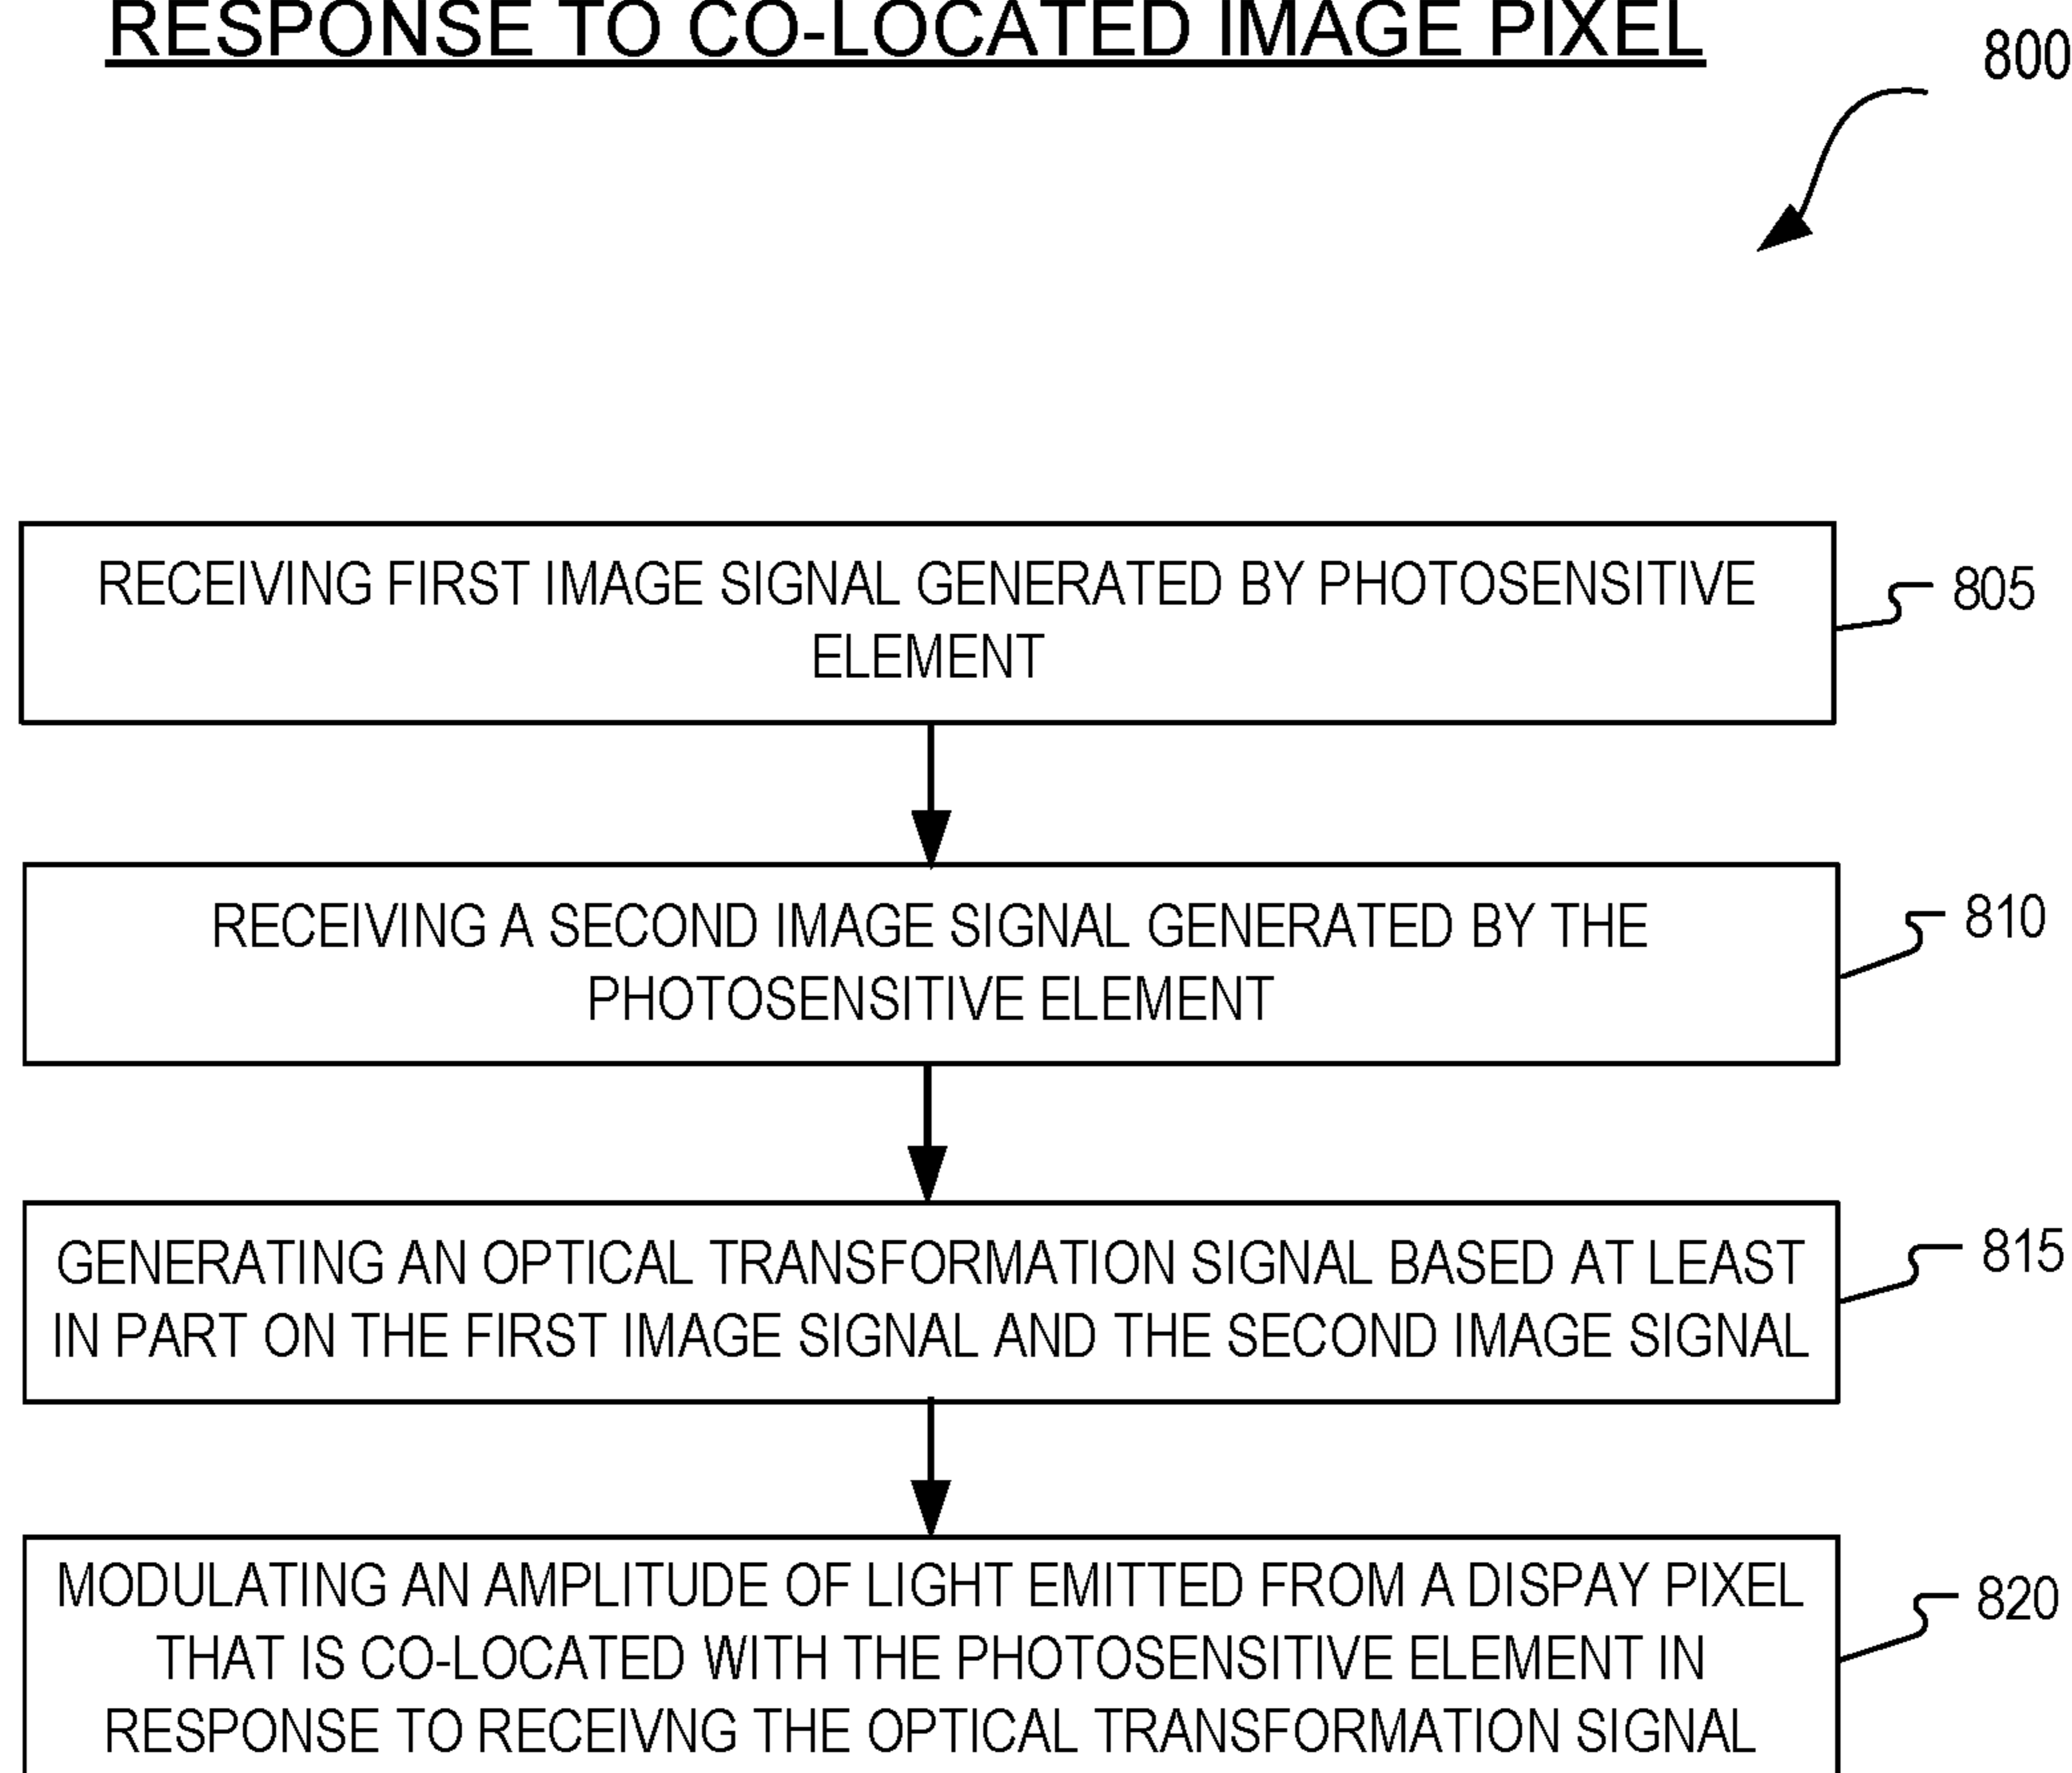 RESPONSE TO CO-LOCATED IMAGE PIXEL
800
RECEIVING FIRST IMAGE SIGNAL GENERATED BY PHOTOSENSITIVE
ELEMENT
805
RECEIVING A SECOND IMAGE SIGNAL GENERATED BY THE
PHOTOSENSITIVE ELEMENT
810
GENERATING AN OPTICAL TRANSFORMATION SIGNAL BASED AT LEAST
IN PART ON THE FIRST IMAGE SIGNAL AND THE SECOND IMAGE SIGNAL
815
MODULATING AN AMPLITUDE OF LIGHT EMITTED FROM A DISPAY PIXEL
THAT IS CO-LOCATED WITH THE PHOTOSENSITIVE ELEMENT IN
RESPONSE TO RECEIVNG THE OPTICAL TRANSFORMATION SIGNAL
820